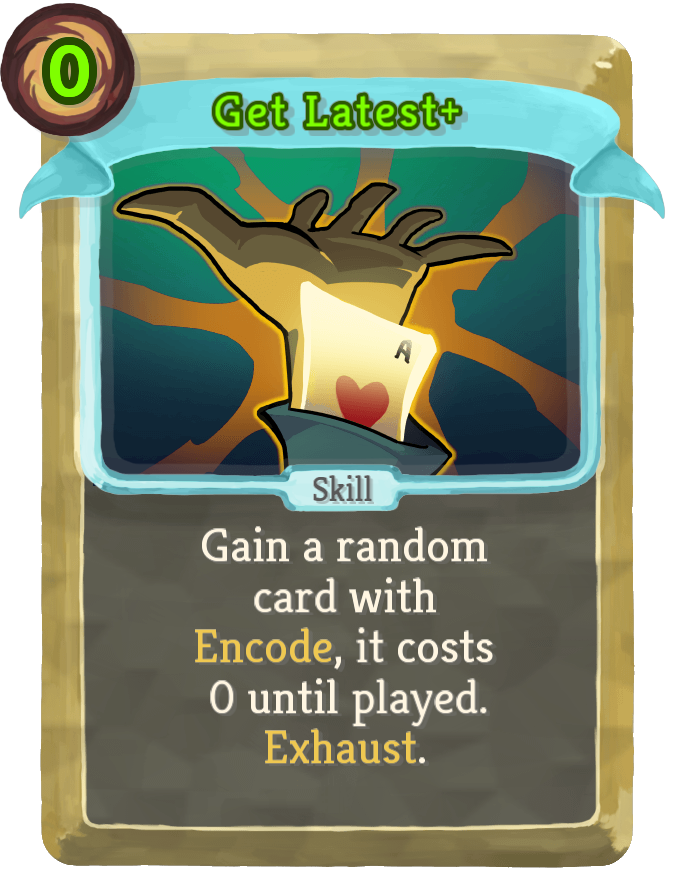 0
Get Latest+
A
Skill
Gain a random
card with
Encode, it costs
0 until played.
Exhaust.